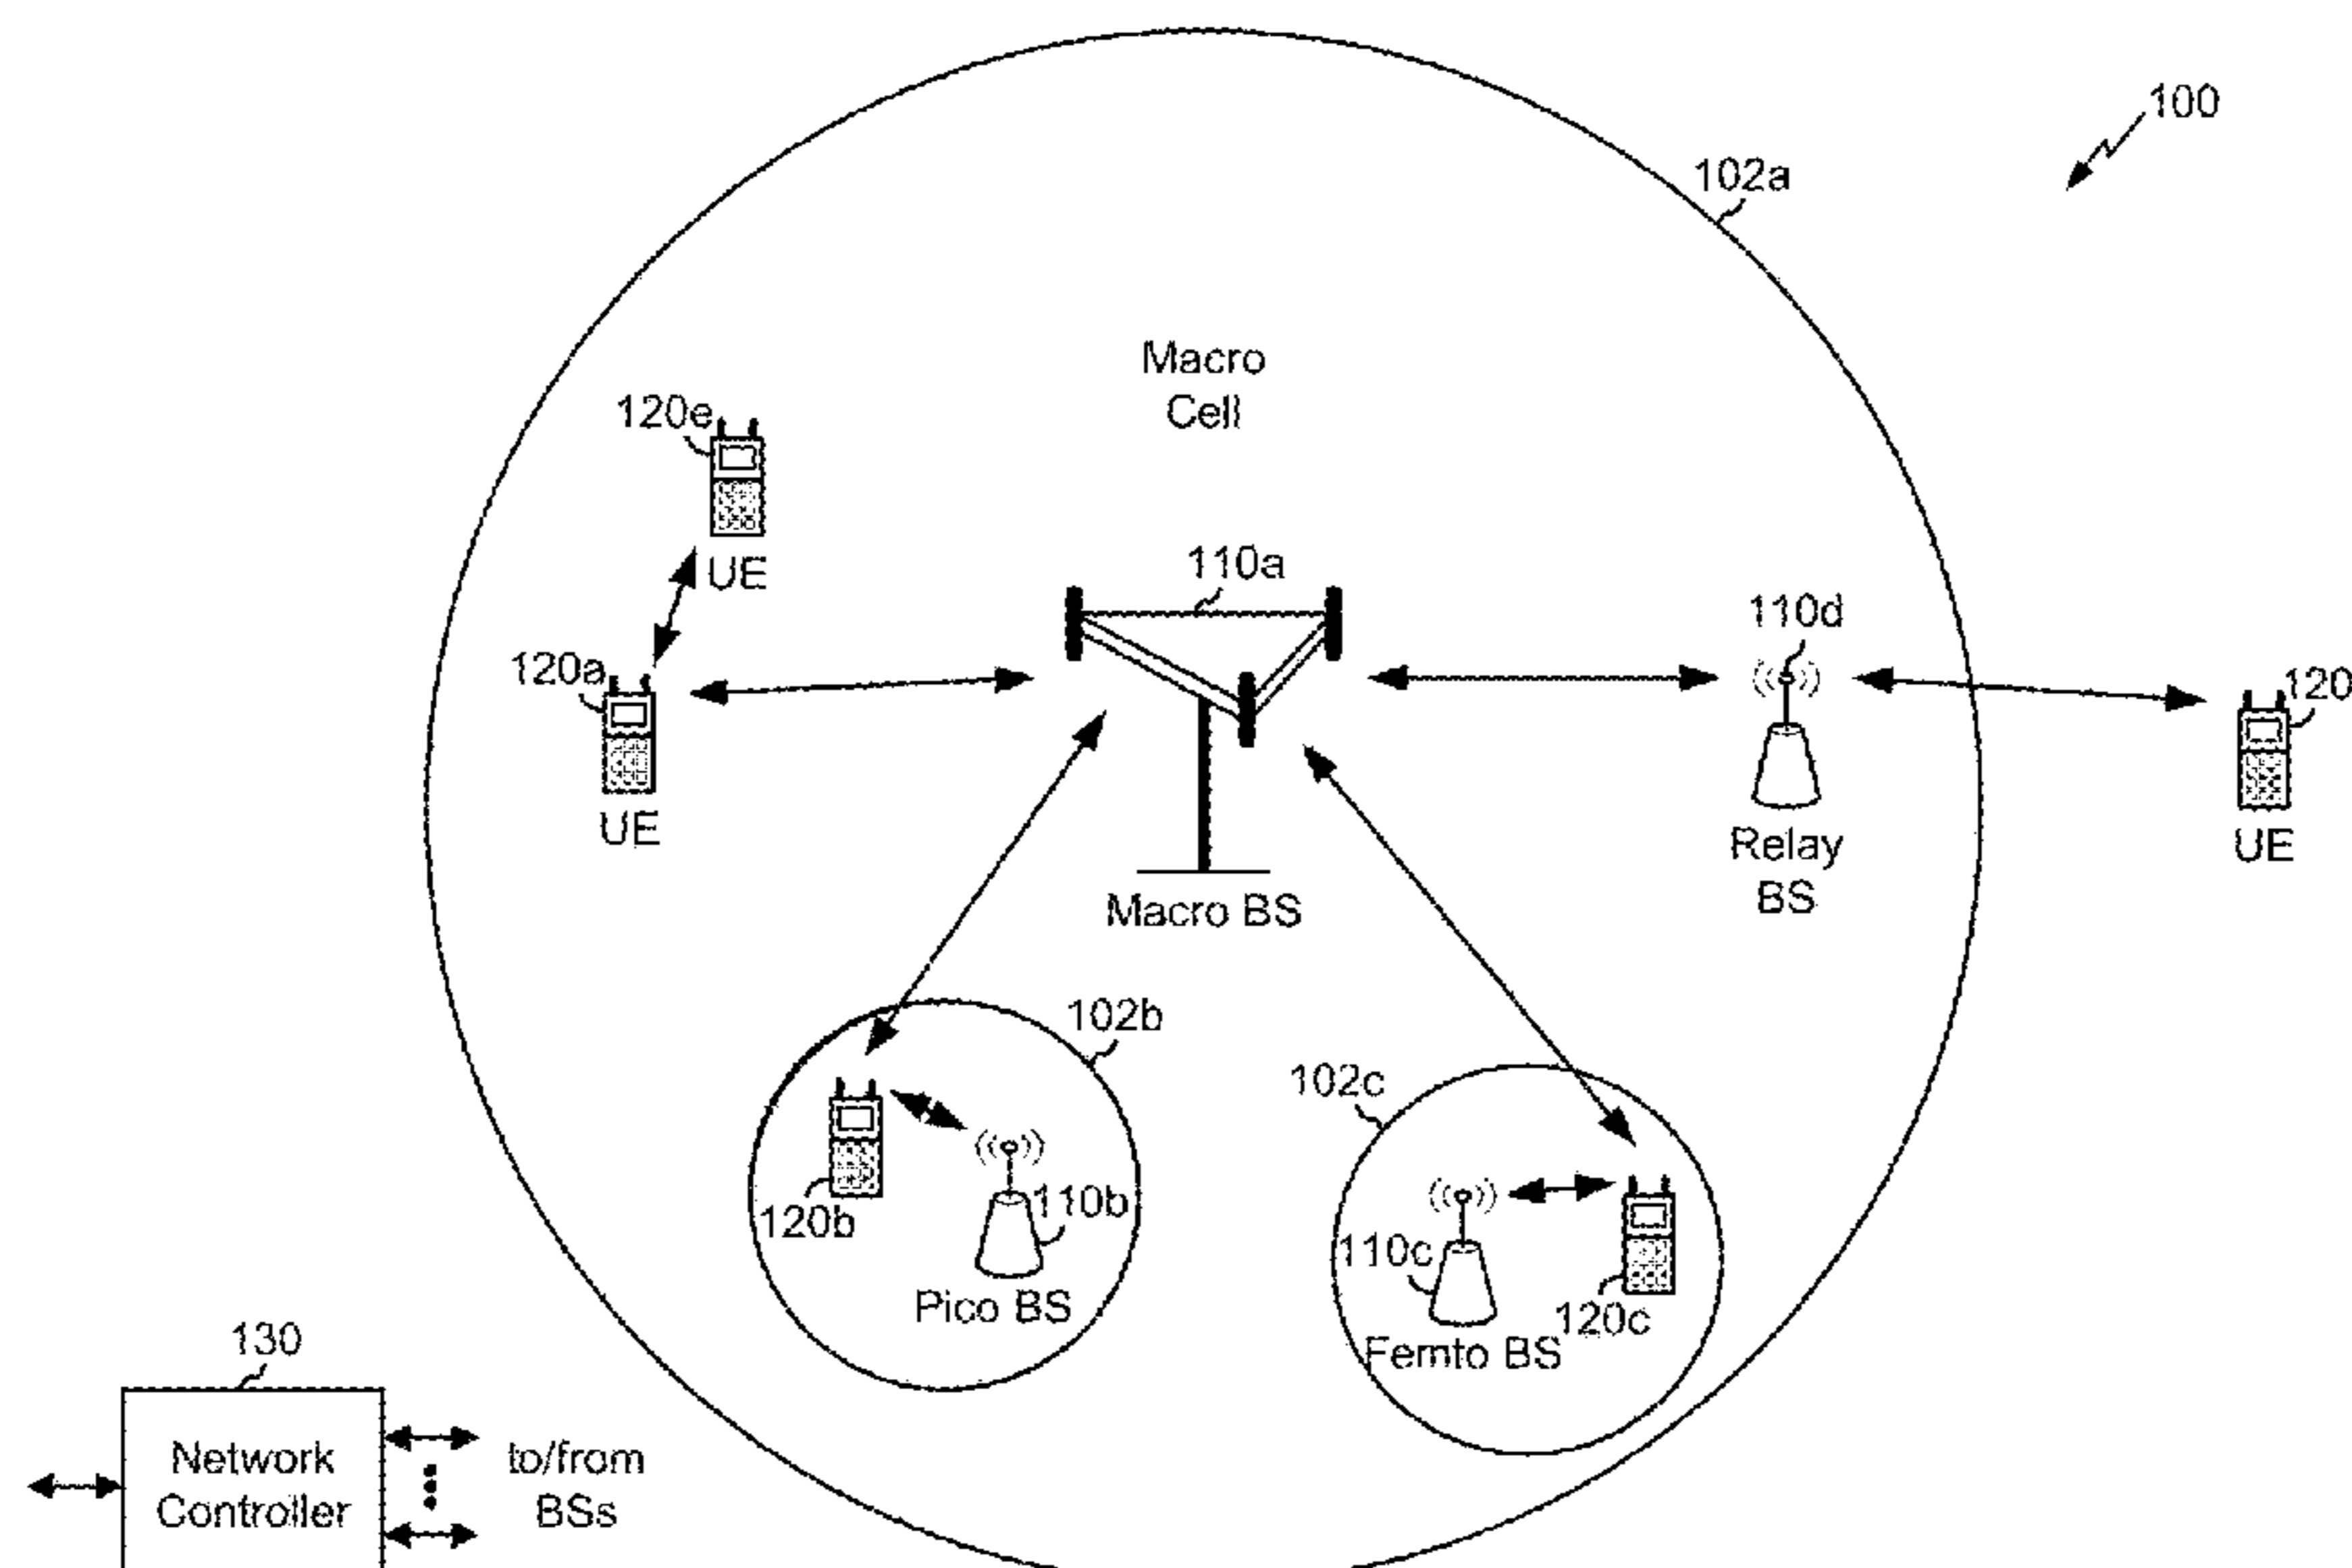 100
102a
Macro
Cell
120e
UE
110a
110d
120a
120
UE
Relay
BS
UE
Macro BS
102b
102c
120b
110b
Pico BS
110c
120c
Femto BS
130
Network
Controller
to/from
BSs